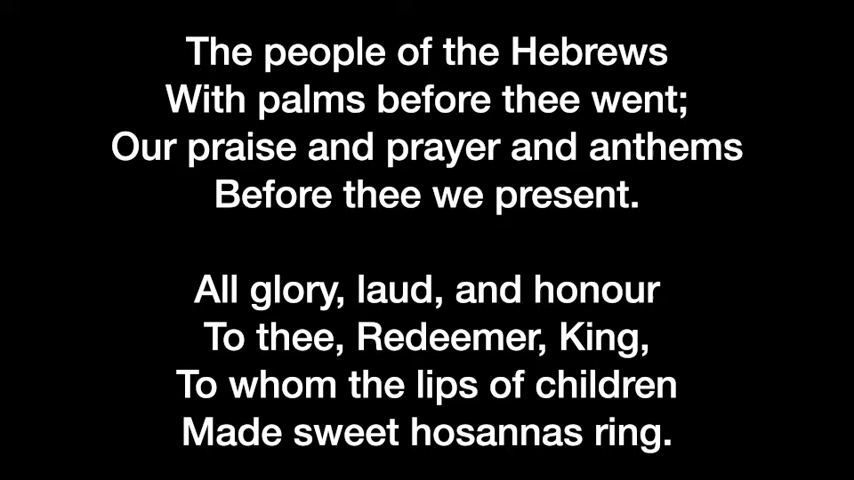 The people of the Hebrews
With palms before thee went;
Our praise and prayer and anthems
Before thee we present.
All glory, laud, and honour
To thee, Redeemer, King,
To whom the lips of children
Made sweet hosannas ring.